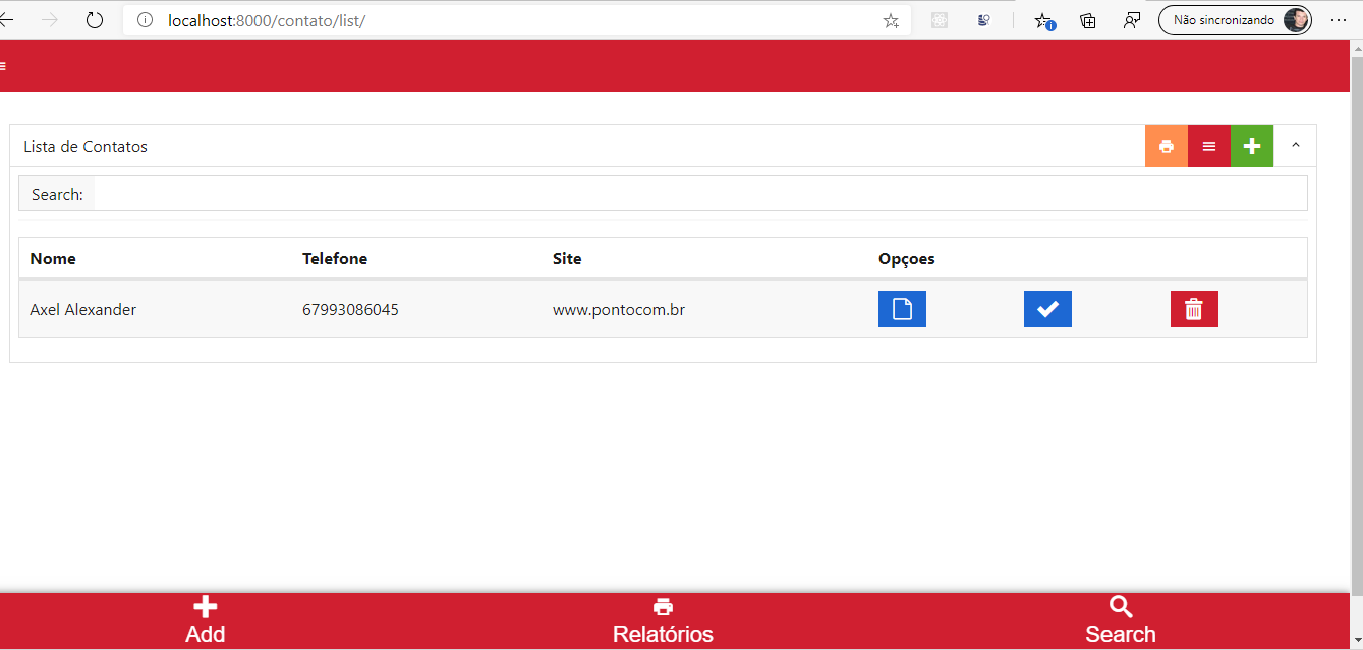 localhost:8000/contato/list/
Não sincronizando
Lista de Contatos
Search:
Nome Telefone Site Opçoes
Axel Alexander 67993086045 www.pontocom.br
Add Relatórios Search